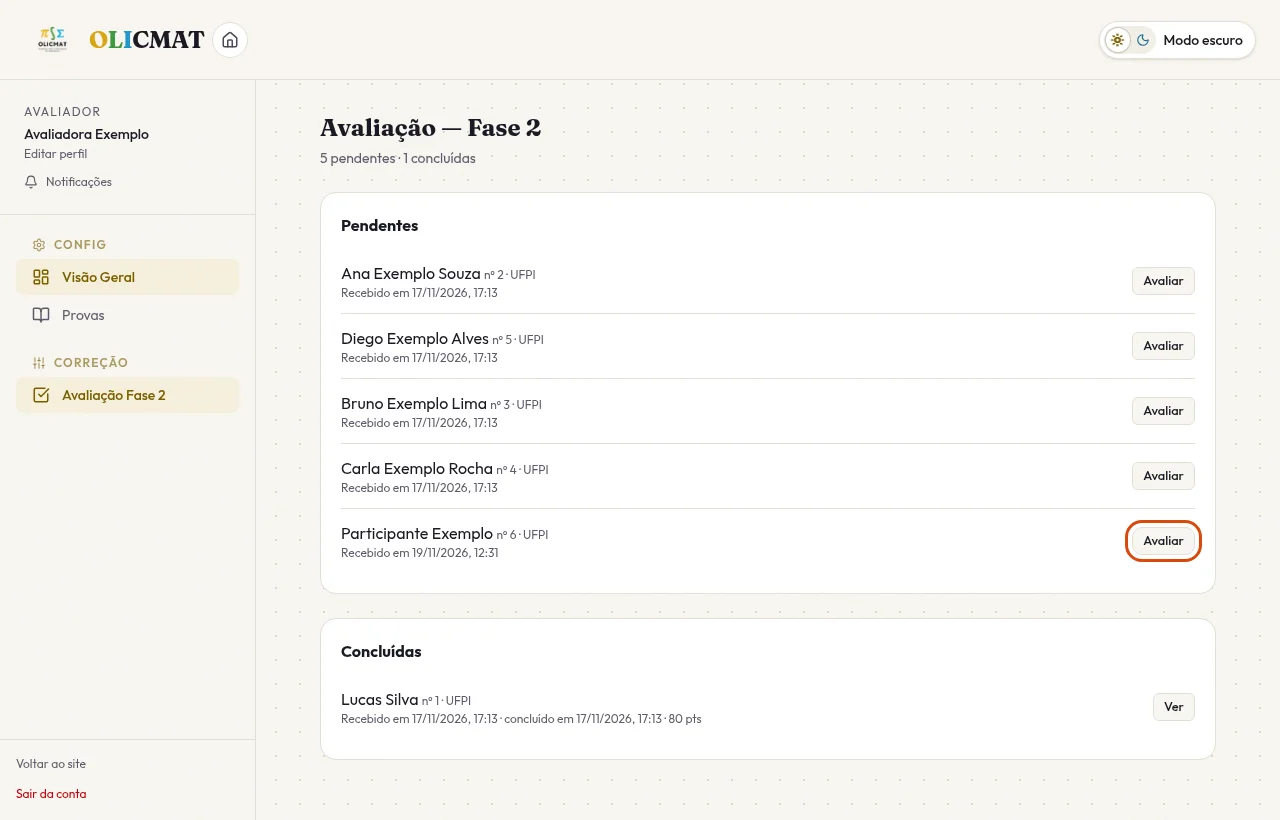 πSΣ
OLICMAT
OLICMAT
Modo escuro
AVALIADOR
Avaliadora Exemplo
Editar perfil
Notificações
CONFIG
Visão Geral
Provas
CORREÇÃO
Avaliação Fase 2
Voltar ao site
Sair da conta
Avaliação — Fase 2
5 pendentes · 1 concluídas
Pendentes
Ana Exemplo Souza nº 2 · UFPI
Recebido em 17/11/2026, 17:13
Avaliar
Diego Exemplo Alves nº 5 · UFPI
Recebido em 17/11/2026, 17:13
Avaliar
Bruno Exemplo Lima nº 3 · UFPI
Recebido em 17/11/2026, 17:13
Avaliar
Carla Exemplo Rocha nº 4 · UFPI
Recebido em 17/11/2026, 17:13
Avaliar
Participante Exemplo nº 6 · UFPI
Recebido em 19/11/2026, 12:31
Avaliar
Concluídas
Lucas Silva nº 1 · UFPI
Recebido em 17/11/2026, 17:13 · concluído em 17/11/2026, 17:13 · 80 pts
Ver